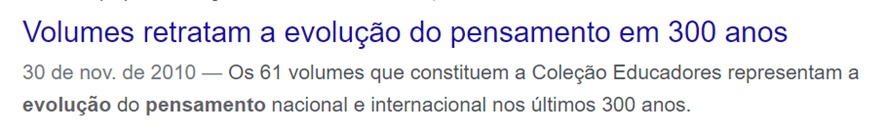 Volumes retratam a evolução do pensamento em 300 anos
30 de nov. de 2010 — Os 61 volumes que constituem a Coleção Educadores representam a
evolução do pensamento nacional e internacional nos últimos 300 anos.